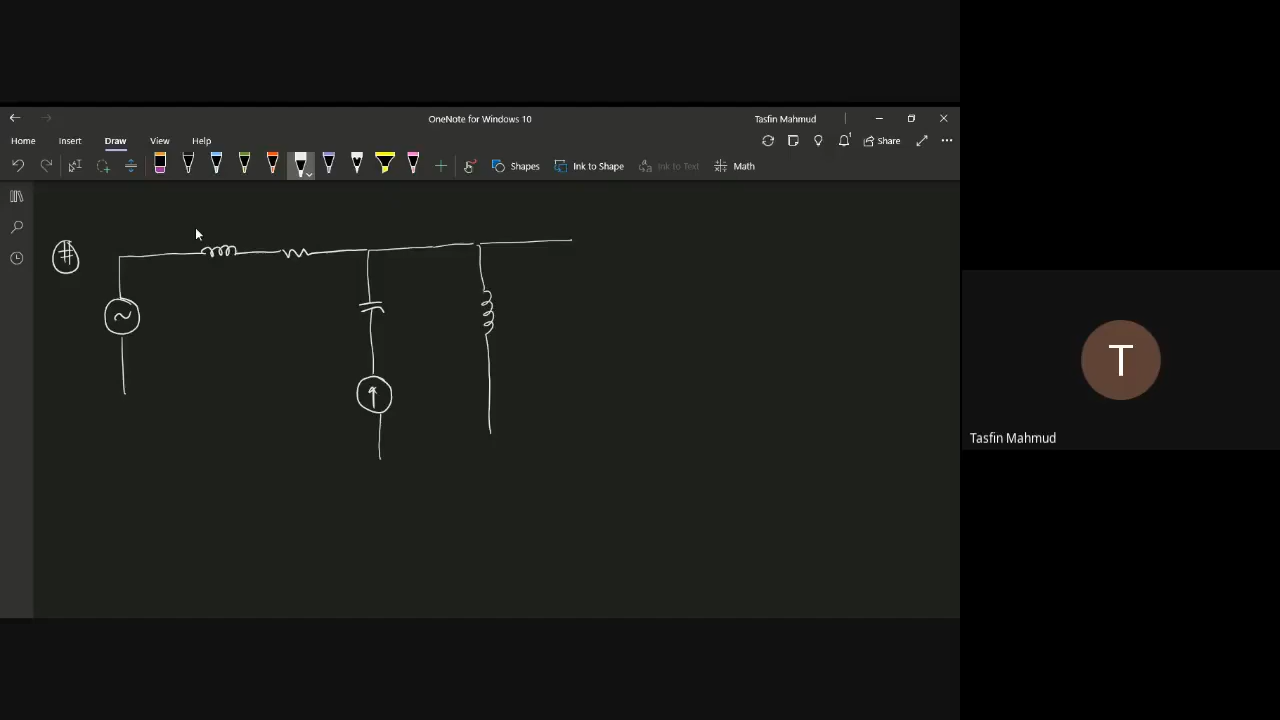 OneNote for Windows 10
Tasfin Mahmud
Home Insert Draw View Help
Share
Shapes Ink to Shape Ink to Text Math
#
T
Tasfin Mahmud